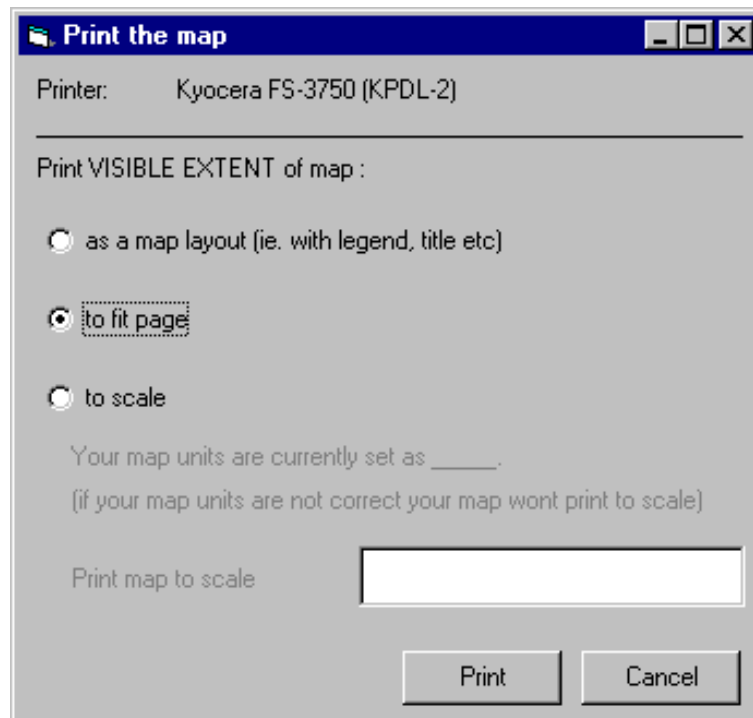 Print the map
Printer: Kyocera FS-3750 (KPDL-2)
Print VISIBLE EXTENT of map :
as a map layout (ie. with legend, title etc)
to fit page
to scale
Your map units are currently set as _____.
(if your map units are not correct your map wont print to scale)
Print map to scale
Print Cancel